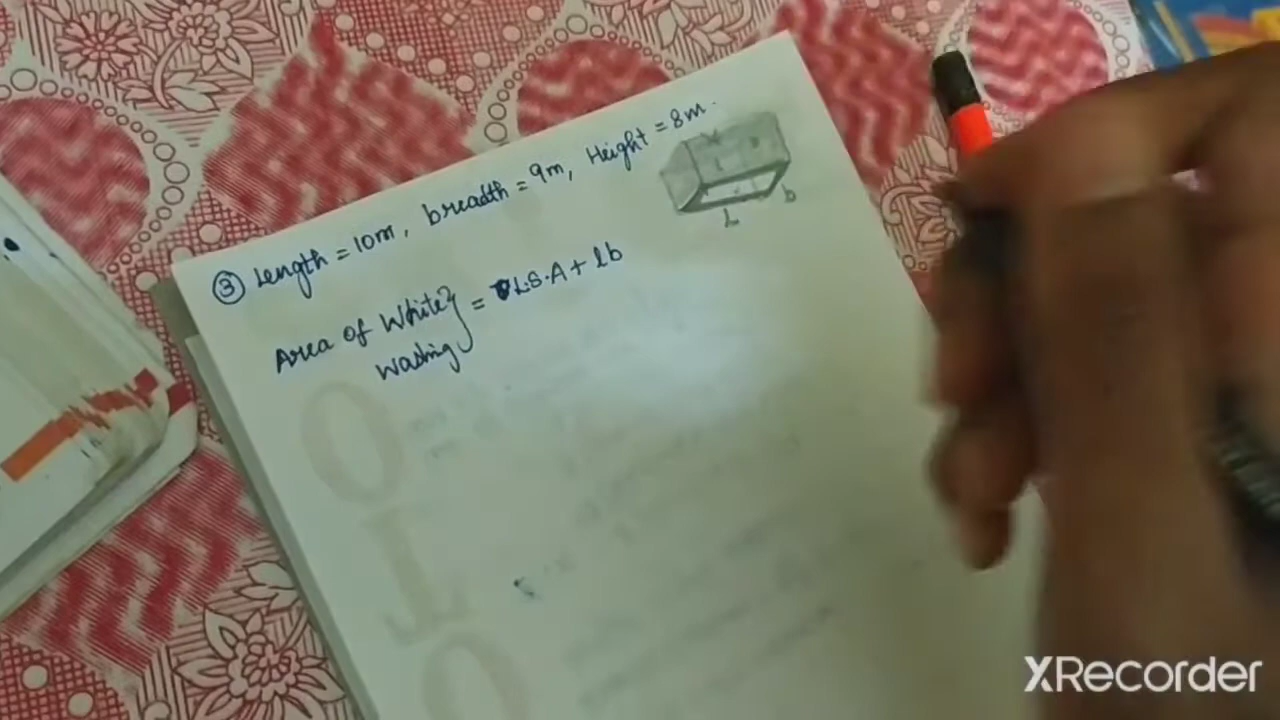 ③ Length = 10m, breadth = 9m, Height = 8m.
L
b
Area of White } = L.S.A + lb
Washing
XRecorder